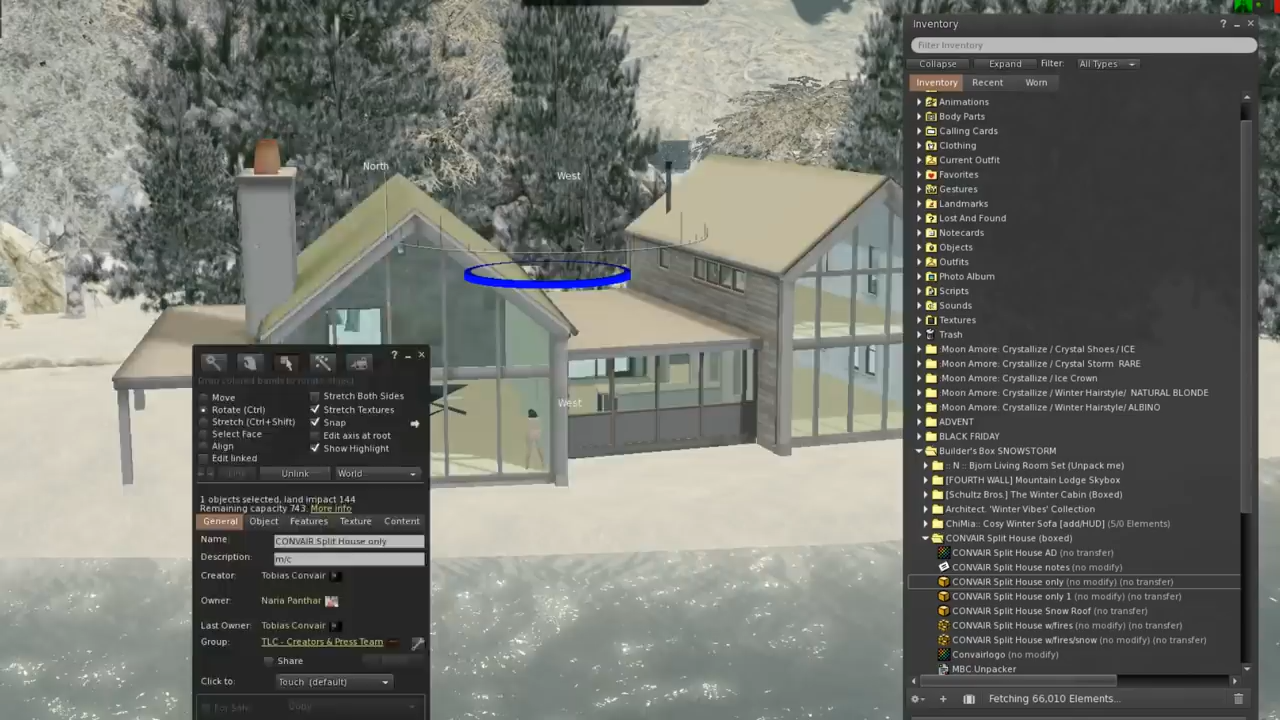 Inventory
?
Filter Inventory
Collapse Expand Filter: All Types
Inventory Recent Worn
Animations
Body Parts
Calling Cards
Clothing
Current Outfit
Favorites
Gestures
Landmarks
Lost And Found
Notecards
Objects
Outfits
Photo Album
Scripts
Sounds
Textures
Trash
:Moon Amore: Crystallize / Crystal Shoes / ICE
:Moon Amore: Crystallize / Crystal Storm RARE
:Moon Amore: Crystallize / Ice Crown
:Moon Amore: Crystallize / Winter Hairstyle/ NATURAL BLONDE
:Moon Amore: Crystallize / Winter Hairstyle/ ALBINO
ADVENT
BLACK FRIDAY
Builder's Box SNOWSTORM
:: N :: Bjorn Living Room Set (Unpack me)
[FOURTH WALL] Mountain Lodge Skybox
[Schultz Bros.] The Winter Cabin (Boxed)
Architect. 'Winter Vibes' Collection
ChiMia:: Cosy Winter Sofa [add/HUD] (5/0 Elements)
CONVAIR Split House (boxed)
CONVAIR Split House AD (no transfer)
CONVAIR Split House notes (no modify)
CONVAIR Split House only (no modify) (no transfer)
CONVAIR Split House only 1 (no modify) (no transfer)
CONVAIR Split House Snow Roof (no transfer)
CONVAIR Split House w/fires (no modify) (no transfer)
CONVAIR Split House w/fires/snow (no modify) (no transfer)
Convairlogo (no modify)
MBC Unpacker
Fetching 66,010 Elements...
North
West
West
?
Drag colored bands to rotate object
Move
Rotate (Ctrl)
Stretch (Ctrl+Shift)
Select Face
Align
Edit linked
Stretch Both Sides
Stretch Textures
Snap
Edit axis at root
Show Highlight
Link Unlink World
1 objects selected, land impact 144
Remaining capacity 743. More info
General Object Features Texture Content
Name: CONVAIR Split House only
Description: m/c
Creator: Tobias Convair
Owner: Naria Panthar
Last Owner: Tobias Convair
Group: TLC - Creators & Press Team
Share
Click to: Touch (default)
For Sale: Copy